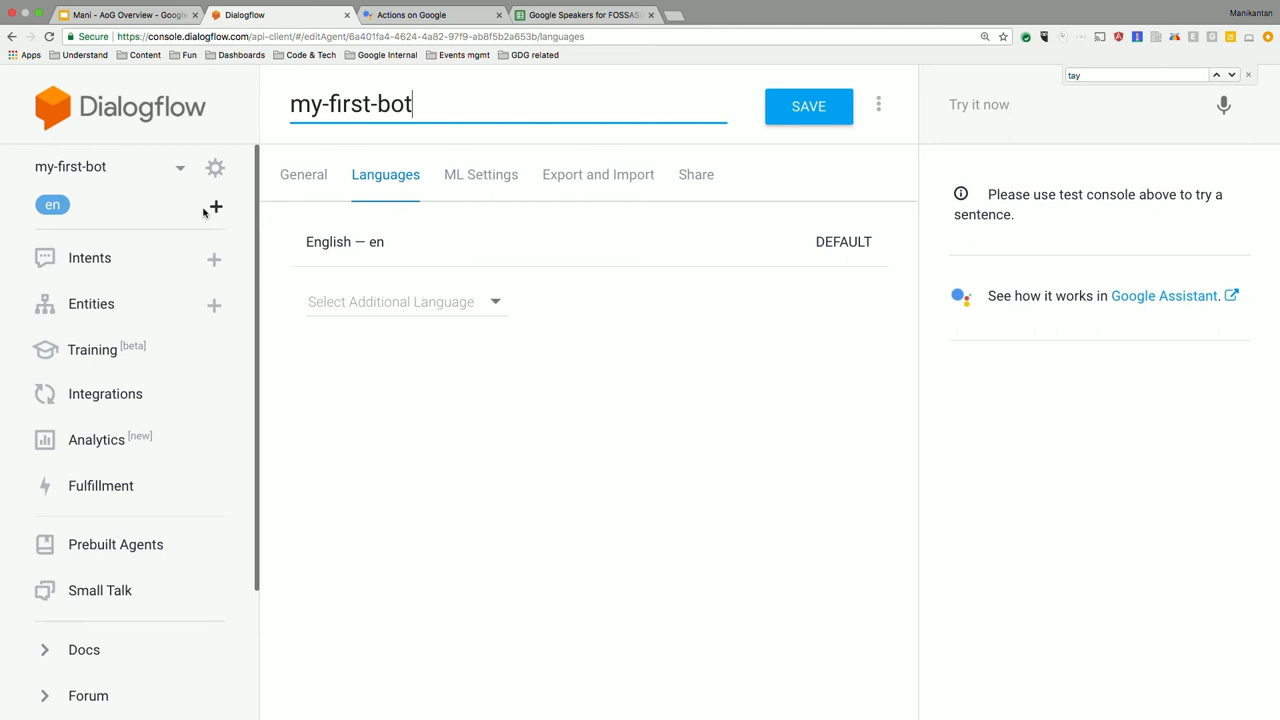 Mani - AoG Overview - Google
Dialogflow
Actions on Google
Google Speakers for FOSSAS
Manikantan
Secure
https://console.dialogflow.com/api-client/#/editAgent/6a401fa4-4624-4a82-97f9-ab8f5b2a653b/languages
Apps
Understand
Content
Fun
Dashboards
Code & Tech
Google Internal
Events mgmt
GDG related
tay
Dialogflow
my-first-bot
SAVE
Try it now
my-first-bot
en
General
Languages
ML Settings
Export and Import
Share
Please use test console above to try a
sentence.
English — en
DEFAULT
Select Additional Language
See how it works in Google Assistant.
Intents
Entities
Training [beta]
Integrations
Analytics [new]
Fulfillment
Prebuilt Agents
Small Talk
Docs
Forum